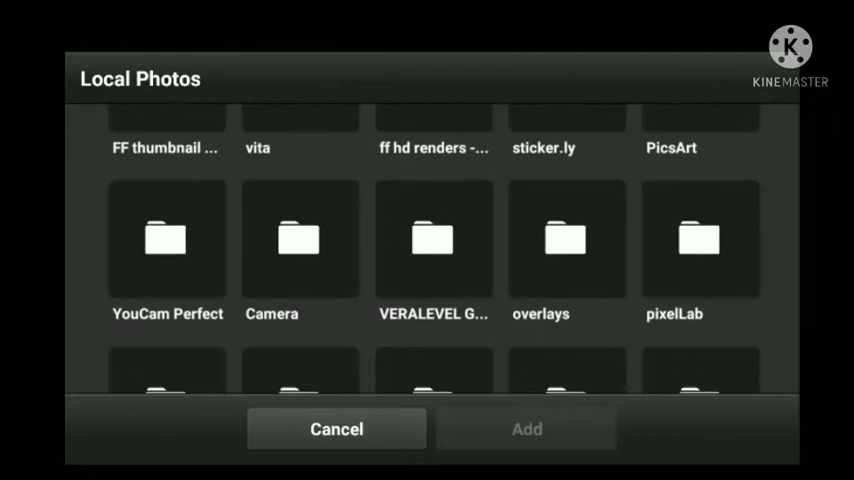 K
KINEMASTER
Local Photos
FF thumbnail ...
vita
ff hd renders -...
sticker.ly
PicsArt
YouCam Perfect
Camera
VERALEVEL G...
overlays
pixelLab
Cancel
Add